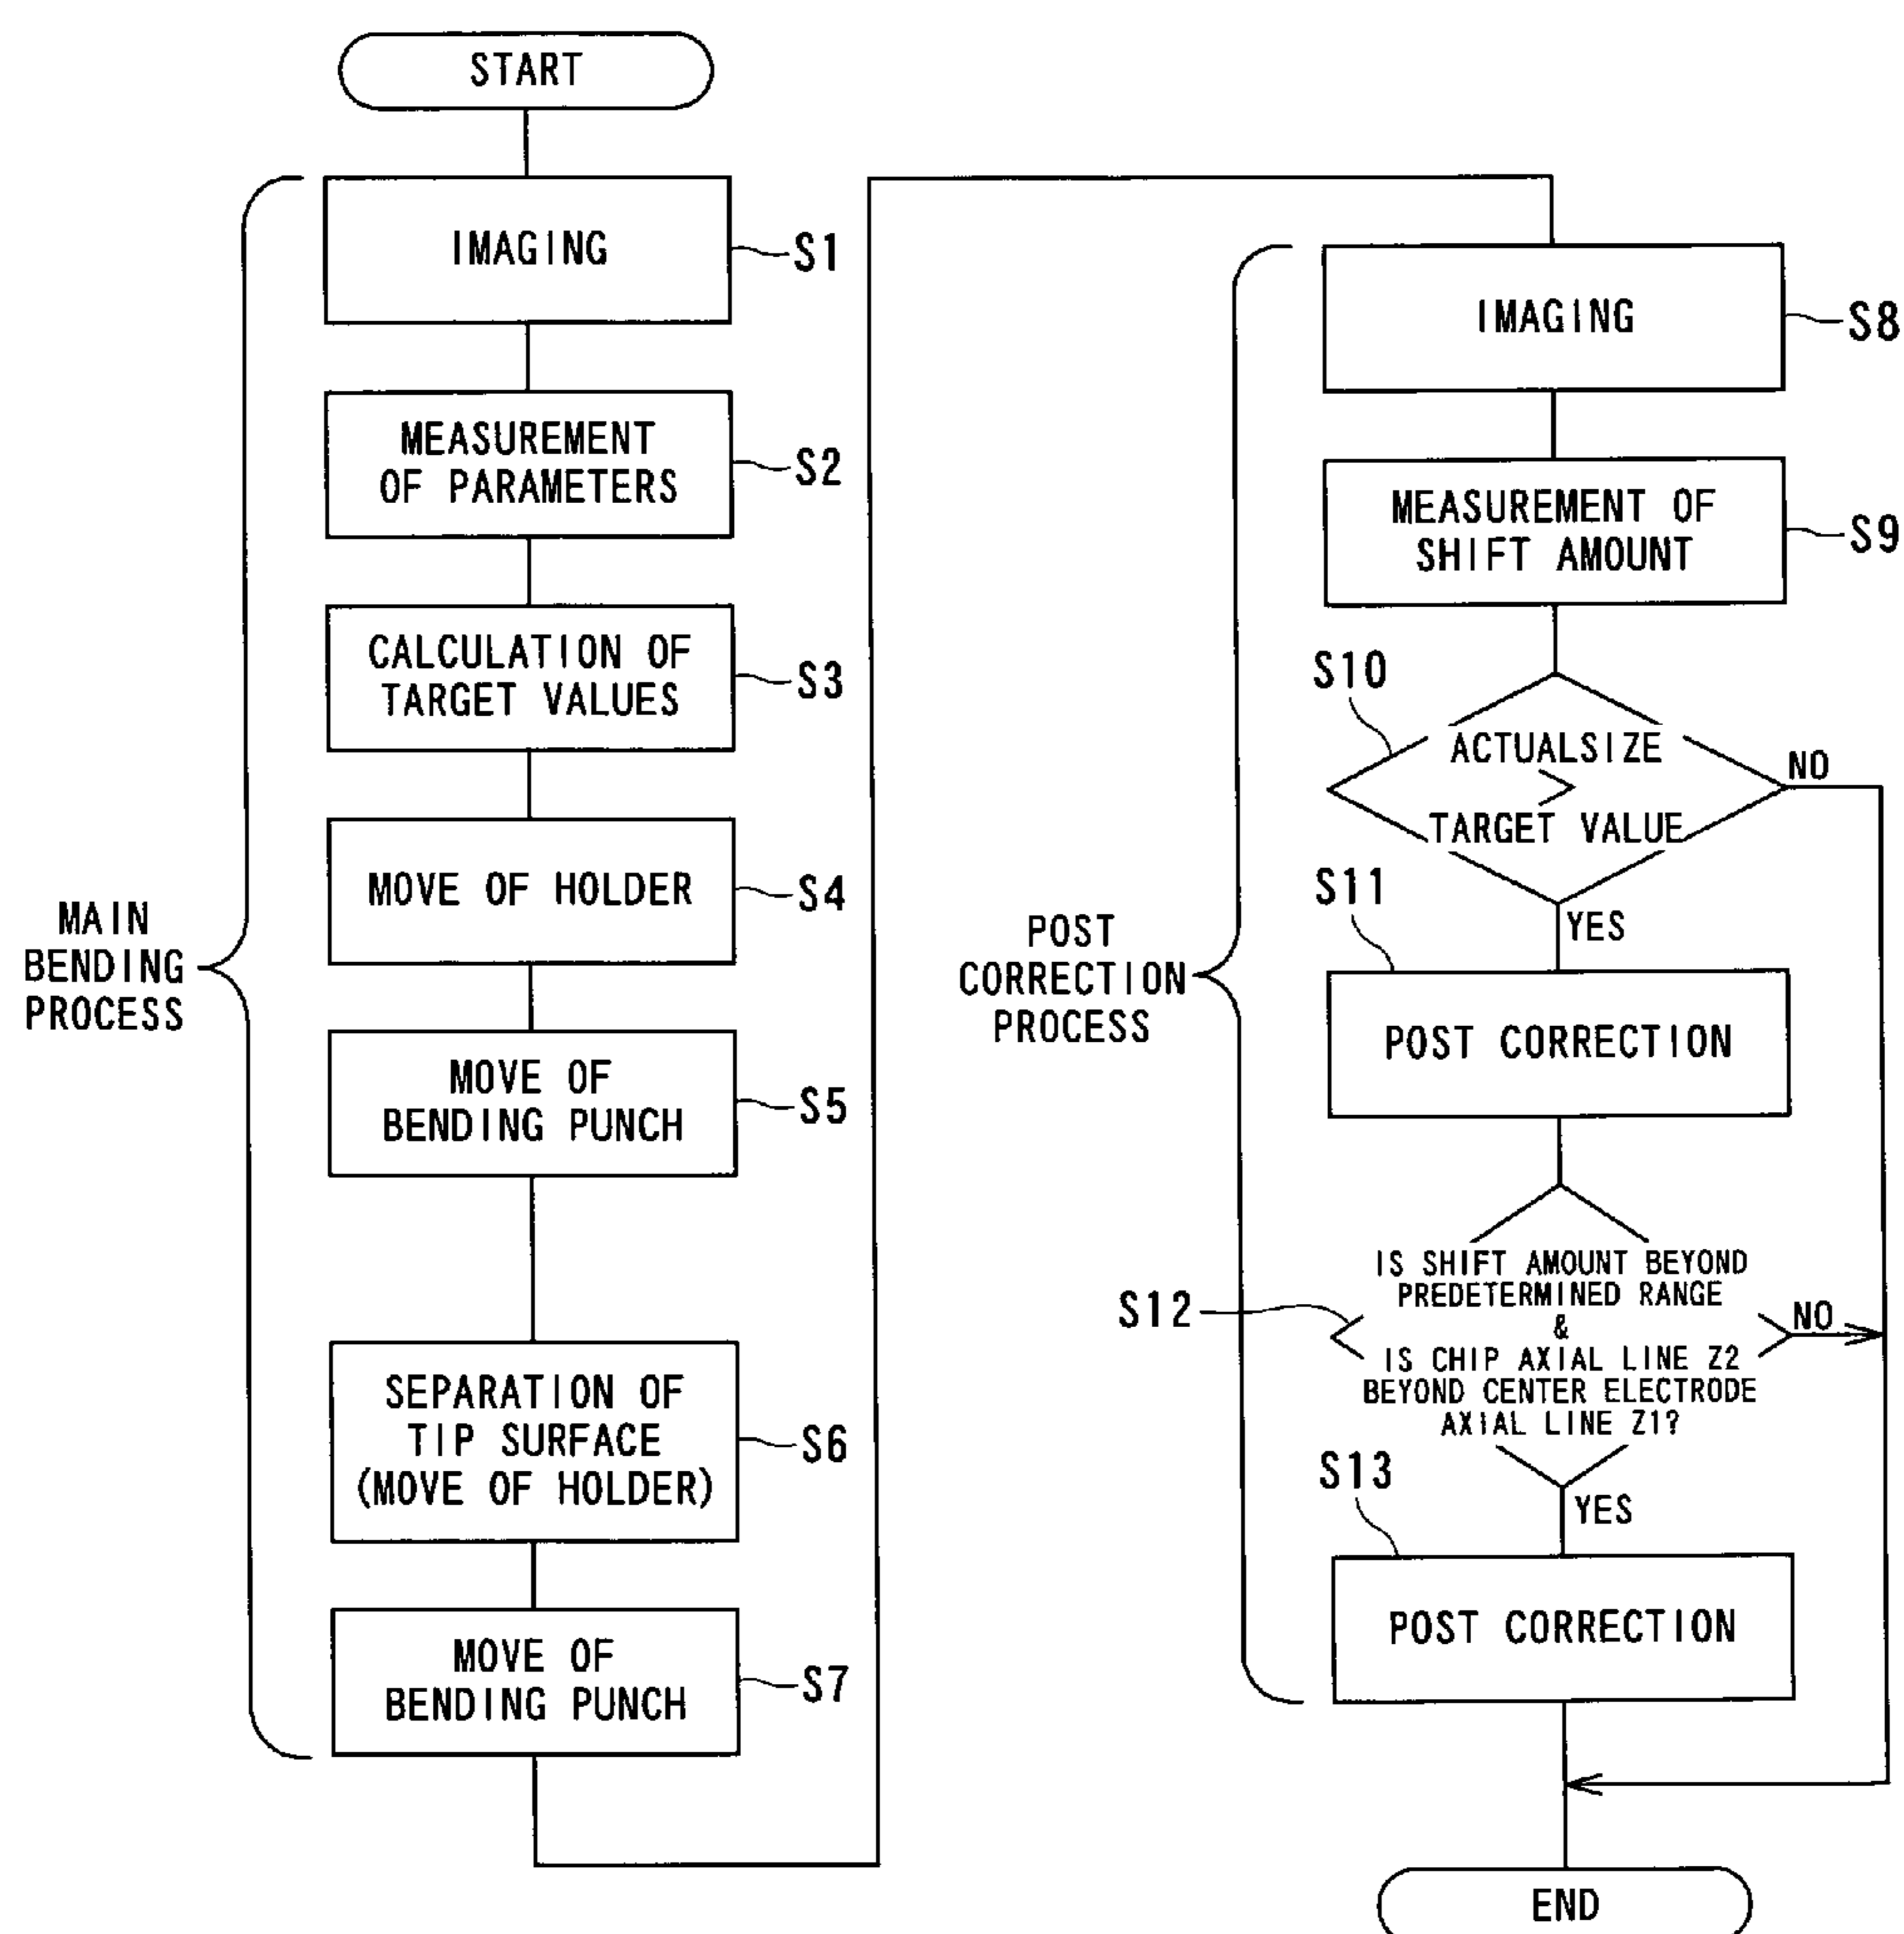 START
IMAGING
S1
MEASUREMENT
OF PARAMETERS
S2
CALCULATION OF
TARGET VALUES
S3
MOVE OF HOLDER
S4
MAIN
BENDING
PROCESS
MOVE OF
BENDING PUNCH
S5
SEPARATION OF
TIP SURFACE
(MOVE OF HOLDER)
S6
MOVE OF
BENDING PUNCH
S7
IMAGING
S8
MEASUREMENT OF
SHIFT AMOUNT
S9
S10
ACTUALSIZE
>
TARGET VALUE
NO
YES
S11
POST
CORRECTION
PROCESS
POST CORRECTION
S12
IS SHIFT AMOUNT BEYOND
PREDETERMINED RANGE
&
IS CHIP AXIAL LINE Z2
BEYOND CENTER ELECTRODE
AXIAL LINE Z1?
NO
YES
S13
POST CORRECTION
END